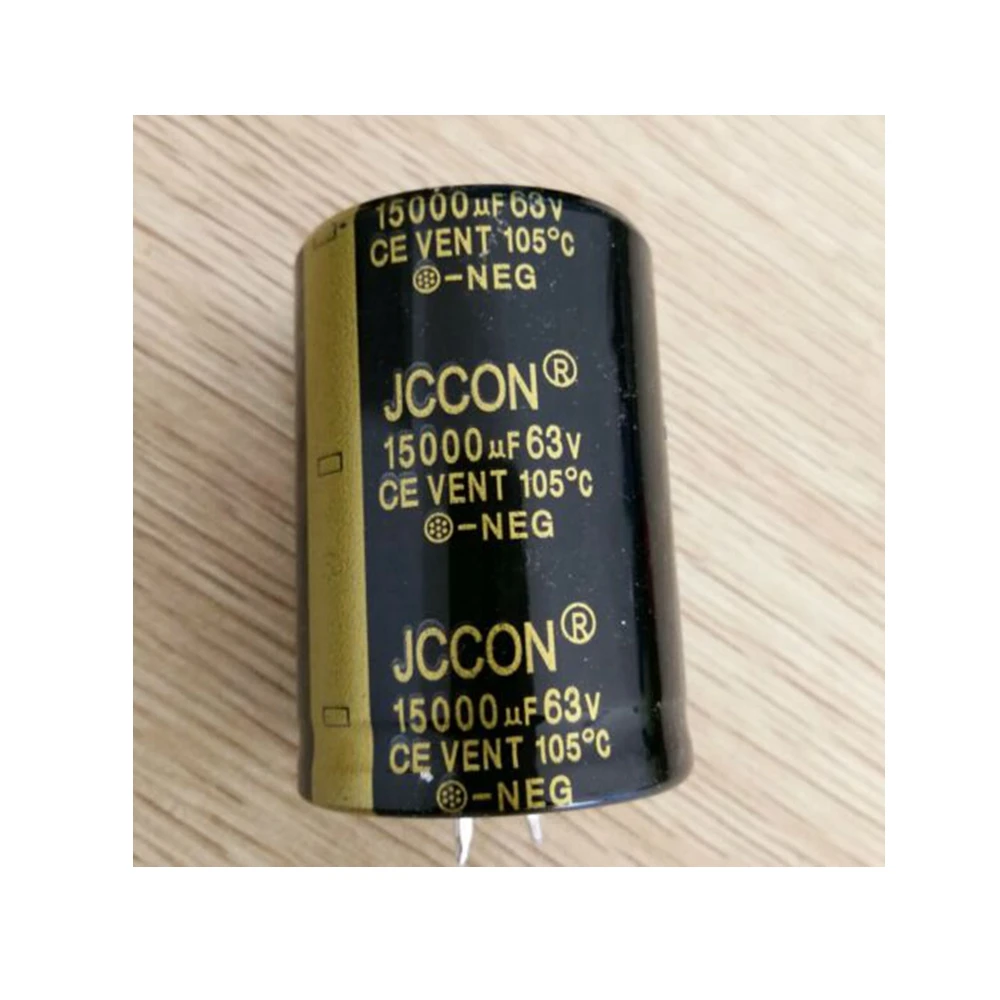 15000µF 63V
CE VENT 105°C
-NEG
JCCON®
15000µF 63V
CE VENT 105°C
-NEG
JCCON®
15000µF 63V
CE VENT 105°C
-NEG